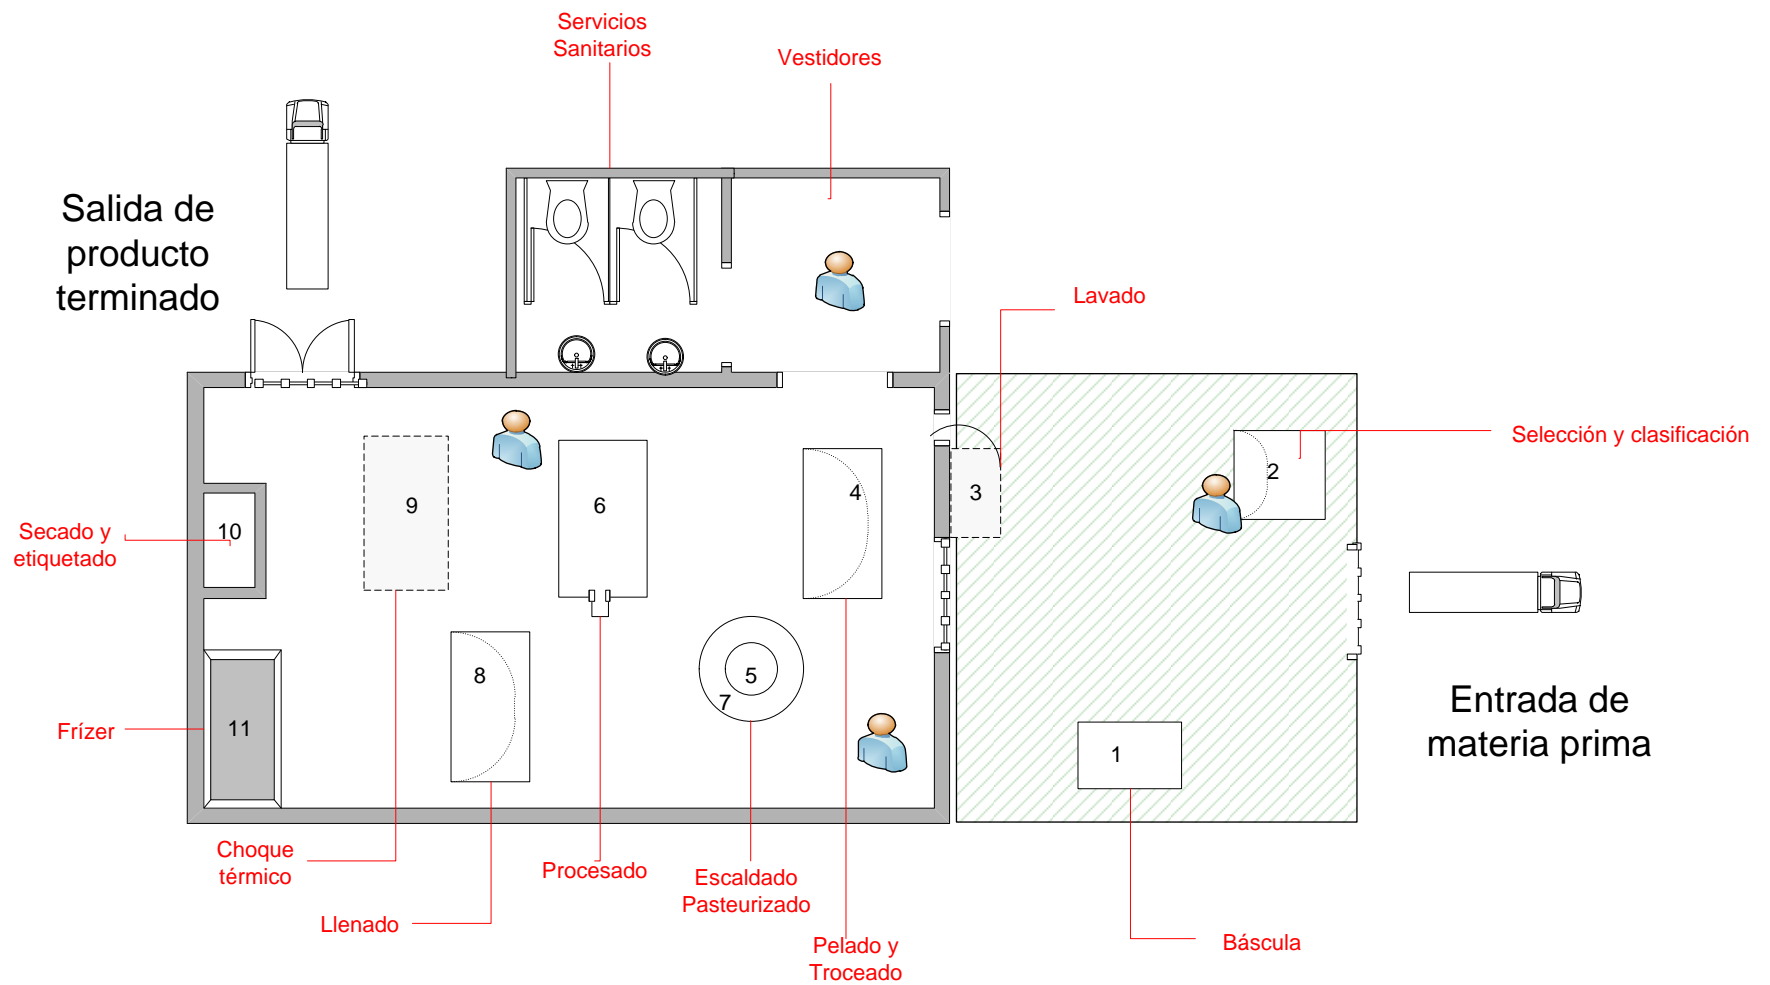 Servicios
Sanitarios
Vestidores
Salida de
producto
terminado
Lavado
Selección y clasificación
2
3
4
9
6
10
Secado y
etiquetado
8
5
7
11
Frízer
1
Entrada de
materia prima
Choque
térmico
Procesado
Escaldado
Pasteurizado
Llenado
Pelado y
Troceado
Báscula